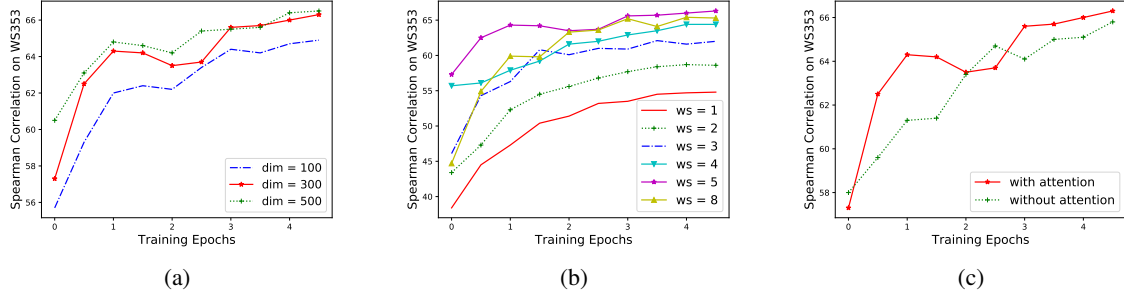 Spearman Correlation on WS353
66
64
62
60
58
56
0
1
2
3
4
Training Epochs
dim = 100
dim = 300
dim = 500
(a)
Spearman Correlation on WS353
65
60
55
50
45
40
0
1
2
3
4
Training Epochs
ws = 1
ws = 2
ws = 3
ws = 4
ws = 5
ws = 8
(b)
Spearman Correlation on WS353
66
64
62
60
58
0
1
2
3
4
Training Epochs
with attention
without attention
(c)